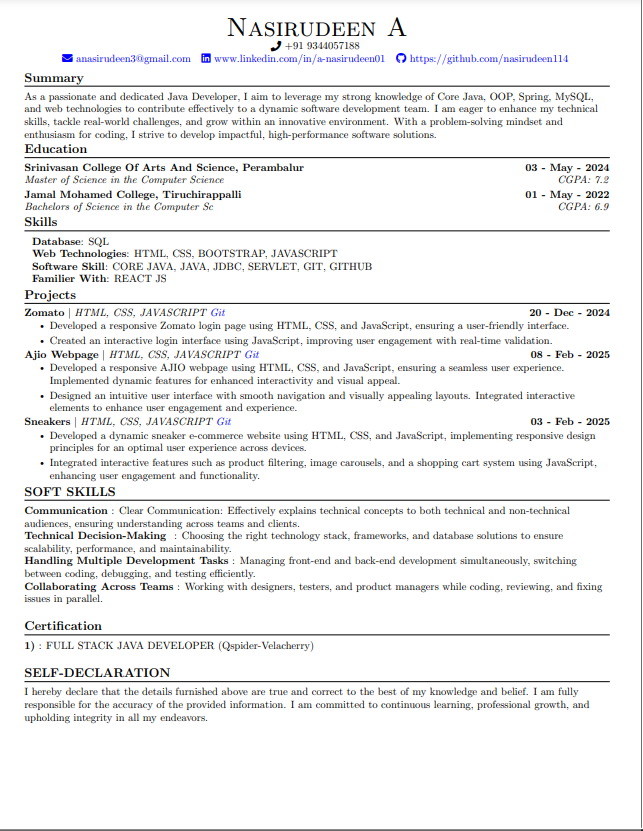 Nasirudeen A
+91 9344057188
anasirudeen3@gmail.com www.linkedin.com/in/a-nasirudeen01 https://github.com/nasirudeen114
Summary
As a passionate and dedicated Java Developer, I aim to leverage my strong knowledge of Core Java, OOP, Spring, MySQL,
and web technologies to contribute effectively to a dynamic software development team. I am eager to enhance my technical
skills, tackle real-world challenges, and grow within an innovative environment. With a problem-solving mindset and
enthusiasm for coding, I strive to develop impactful, high-performance software solutions.
Education
Srinivasan College Of Arts And Science, Perambalur 03 - May - 2024
Master of Science in the Computer Science CGPA: 7.2
Jamal Mohamed College, Tiruchirappalli 01 - May - 2022
Bachelors of Science in the Computer Sc CGPA: 6.9
Skills
Database: SQL
Web Technologies: HTML, CSS, BOOTSTRAP, JAVASCRIPT
Software Skill: CORE JAVA, JAVA, JDBC, SERVLET, GIT, GITHUB
Familier With: REACT JS
Projects
Zomato | HTML, CSS, JAVASCRIPT Git 20 - Dec - 2024
• Developed a responsive Zomato login page using HTML, CSS, and JavaScript, ensuring a user-friendly interface.
• Created an interactive login interface using JavaScript, improving user engagement with real-time validation.
Ajio Webpage | HTML, CSS, JAVASCRIPT Git 08 - Feb - 2025
• Developed a responsive AJIO webpage using HTML, CSS, and JavaScript, ensuring a seamless user experience.
Implemented dynamic features for enhanced interactivity and visual appeal.
• Designed an intuitive user interface with smooth navigation and visually appealing layouts. Integrated interactive
elements to enhance user engagement and experience.
Sneakers | HTML, CSS, JAVASCRIPT Git 03 - Feb - 2025
• Developed a dynamic sneaker e-commerce website using HTML, CSS, and JavaScript, implementing responsive design
principles for an optimal user experience across devices.
• Integrated interactive features such as product filtering, image carousels, and a shopping cart system using JavaScript,
enhancing user engagement and functionality.
SOFT SKILLS
Communication : Clear Communication: Effectively explains technical concepts to both technical and non-technical
audiences, ensuring understanding across teams and clients.
Technical Decision-Making : Choosing the right technology stack, frameworks, and database solutions to ensure
scalability, performance, and maintainability.
Handling Multiple Development Tasks : Managing front-end and back-end development simultaneously, switching
between coding, debugging, and testing efficiently.
Collaborating Across Teams : Working with designers, testers, and product managers while coding, reviewing, and fixing
issues in parallel.
Certification
1) : FULL STACK JAVA DEVELOPER (Qspider-Velacherry)
SELF-DECLARATION
I hereby declare that the details furnished above are true and correct to the best of my knowledge and belief. I am fully
responsible for the accuracy of the provided information. I am committed to continuous learning, professional growth, and
upholding integrity in all my endeavors.